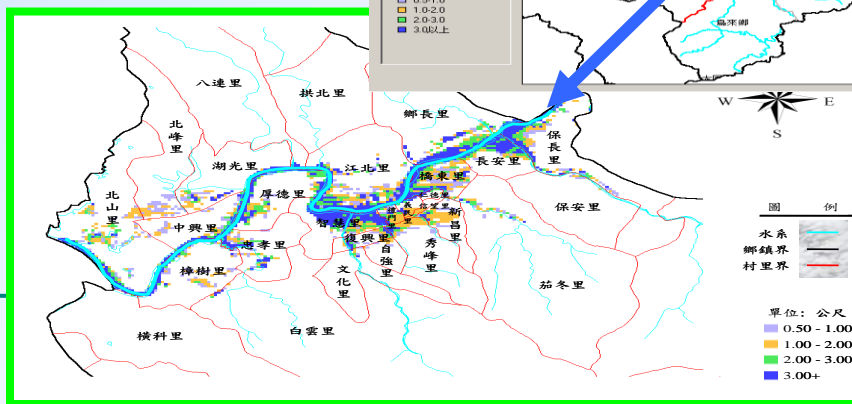 1.0-2.0
2.0-3.0
3.0以上
烏來鄉
W E
S
八連里
拱北里
鄉長里
北峰里
湖光里
江北里
長安里
保長里
北山里
厚德里
橋東里
保安里
中興里
智慧里
新昌里
忠孝里
復興里
樟樹里
自強里
秀峰里
文化里
茄冬里
橫科里
白雲里
圖 例
水系
鄉鎮界
村里界
單位: 公尺
0.50 - 1.00
1.00 - 2.00
2.00 - 3.00
3.00+